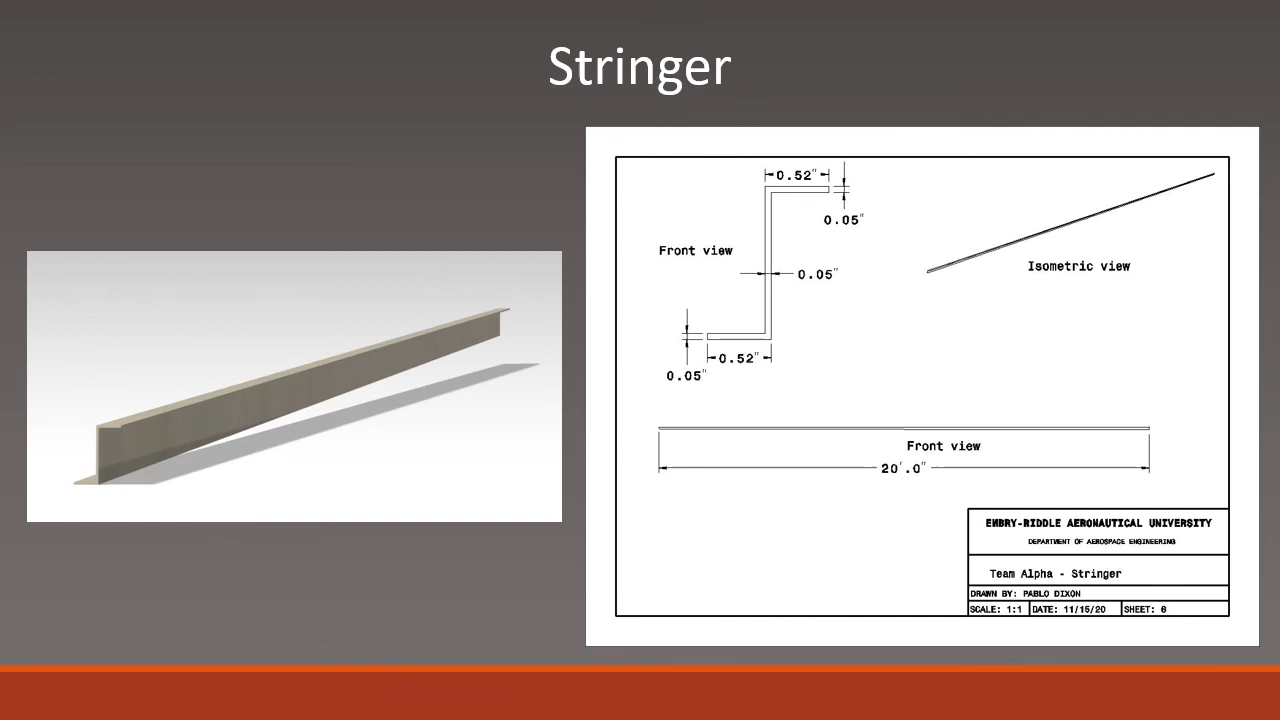 Stringer
0.52"
0.05"
Front view
0.05"
Isometric view
0.52"
0.05"
Front view
20'.0"
EMBRY-RIDDLE AERONAUTICAL UNIVERSITY
DEPARTMENT OF AEROSPACE ENGINEERING
Team Alpha - Stringer
DRAWN BY: PABLO DIXON
SCALE: 1:1 DATE: 11/15/20 SHEET: 6